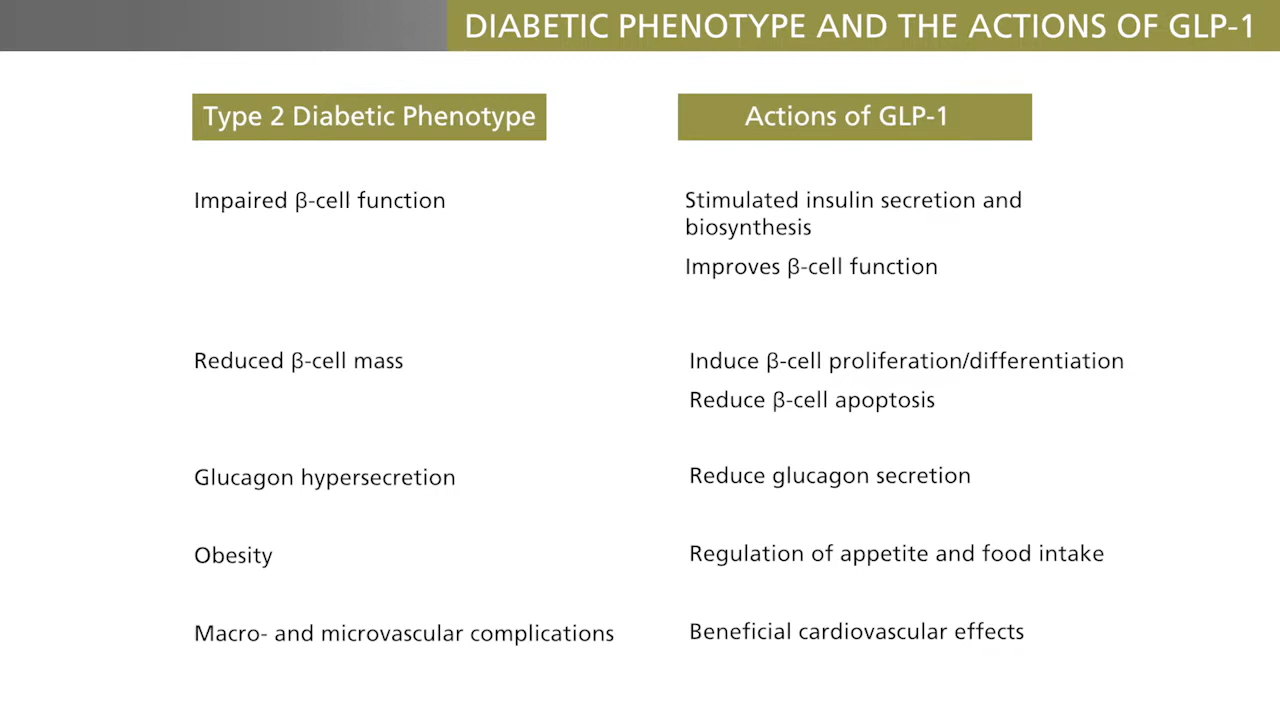 DIABETIC PHENOTYPE AND THE ACTIONS OF GLP-1
Type 2 Diabetic Phenotype
Actions of GLP-1
Impaired β-cell function
Stimulated insulin secretion and
biosynthesis
Improves β-cell function
Reduced β-cell mass
Induce β-cell proliferation/differentiation
Reduce β-cell apoptosis
Glucagon hypersecretion
Reduce glucagon secretion
Obesity
Regulation of appetite and food intake
Macro- and microvascular complications
Beneficial cardiovascular effects